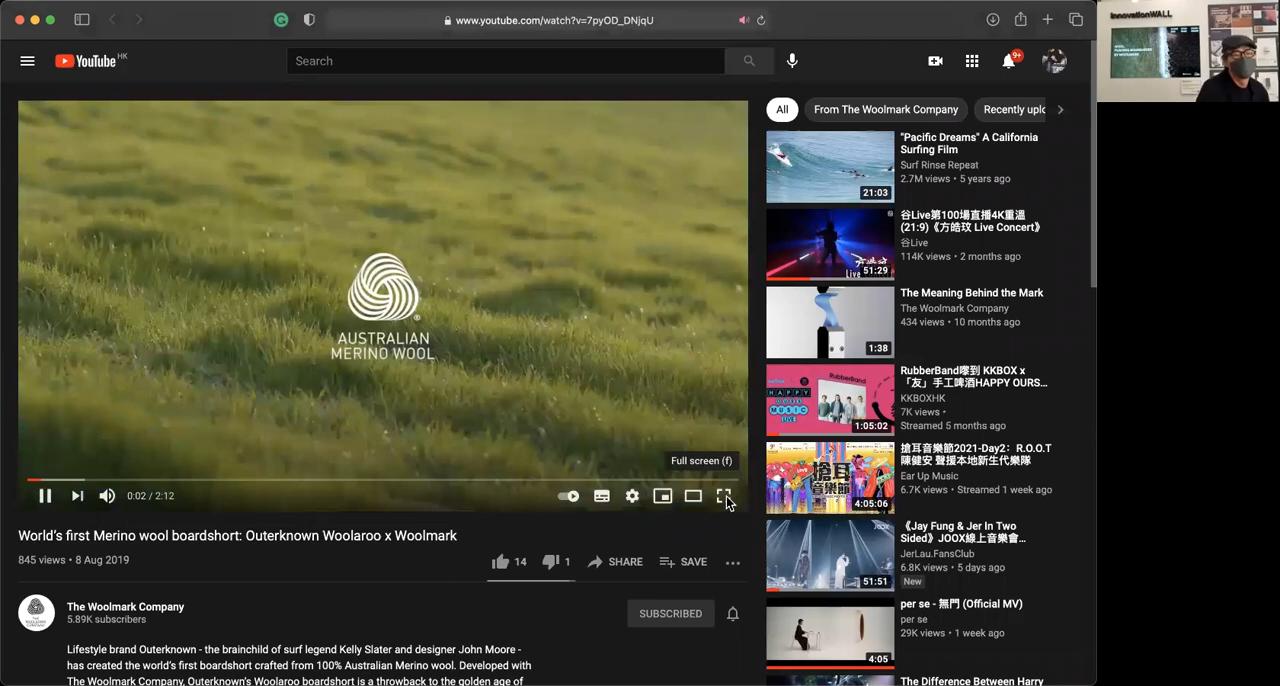 www.youtube.com/watch?v=7pyOD_DNjqU
InnovationWALL
YouTube HK
Search
9+
AUSTRALIAN
MERINO WOOL
Full screen (f)
0:02 / 2:12
World's first Merino wool boardshort: Outerknown Woolaroo x Woolmark
845 views • 8 Aug 2019
14
1
SHARE
SAVE
The Woolmark Company
5.89K subscribers
SUBSCRIBED
Lifestyle brand Outerknown - the brainchild of surf legend Kelly Slater and designer John Moore -
has created the world's first boardshort crafted from 100% Australian Merino wool. Developed with
The Woolmark Company, Outerknown's Woolaroo boardshort is a throwback to the golden age of
All
From The Woolmark Company
Recently uplo
21:03
"Pacific Dreams" A California
Surfing Film
Surf Rinse Repeat
2.7M views • 5 years ago
51:29
谷Live第100場直播4K重溫
(21:9)《方皓玟 Live Concert》
谷Live
114K views • 2 months ago
1:38
The Meaning Behind the Mark
The Woolmark Company
434 views • 10 months ago
RubberBand
HAPPY
OURS
MUSIC
LIVE
1:05:02
RubberBand嚟到 KKBOX x
「友」手工啤酒HAPPY OURS...
KKBOXHK
7K views •
Streamed 5 months ago
搶耳
音樂節
4:05:06
搶耳音樂節2021-Day2：R.O.O.T
陳健安 聲援本地新生代樂隊
Ear Up Music
6.7K views • Streamed 1 week ago
JOOX
51:51
《Jay Fung & Jer In Two
Sided》JOOX線上音樂會...
JerLau.FansClub
6.8K views • 5 days ago
New
4:05
per se - 無門 (Official MV)
per se
29K views • 1 week ago
The Difference Between Harry